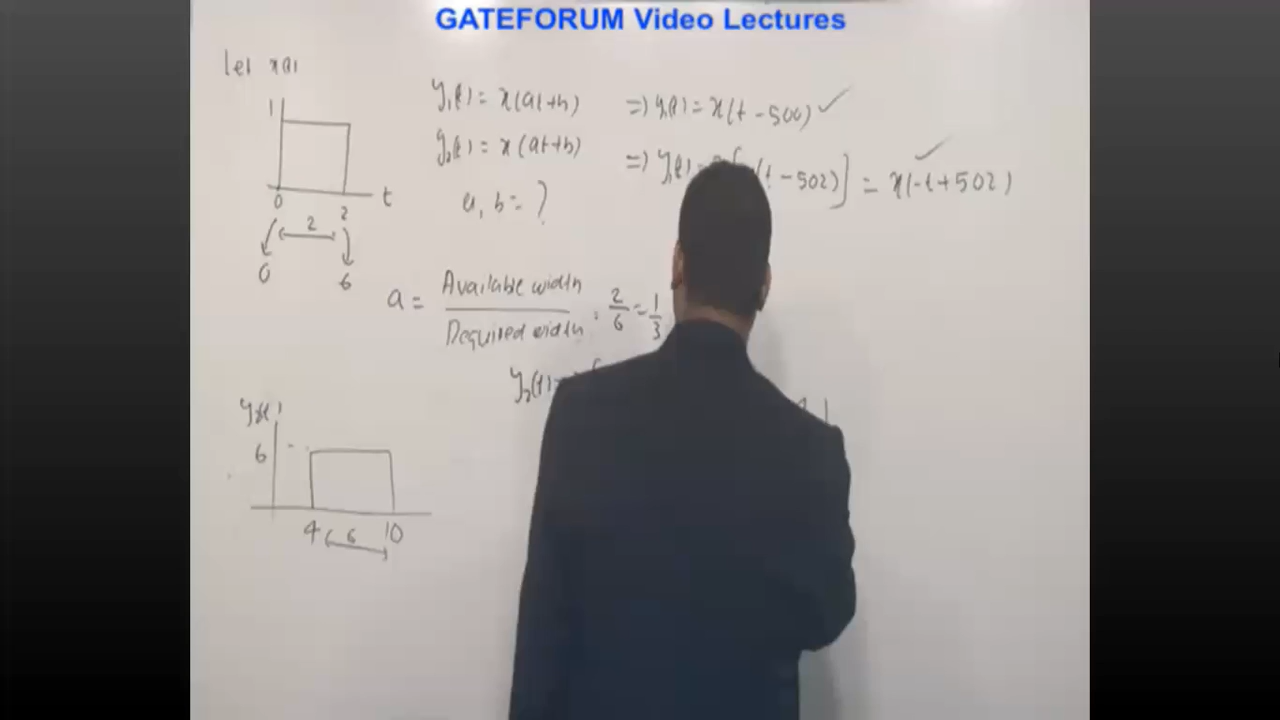 GATEFORUM Video Lectures
Let x(t)
1
0 2 t
2
0 6
y₁(t) = x(at+b) ⇒ y₁(t) = x(t - 500) ✓
y₂(t) = x(at+b) ⇒ y₁(t) (t - 502)] = x(-t+502) ✓
a, b = ?
a = Available width / Required width = 2/6 = 1/3
y₂(t) =
6
4 6 10